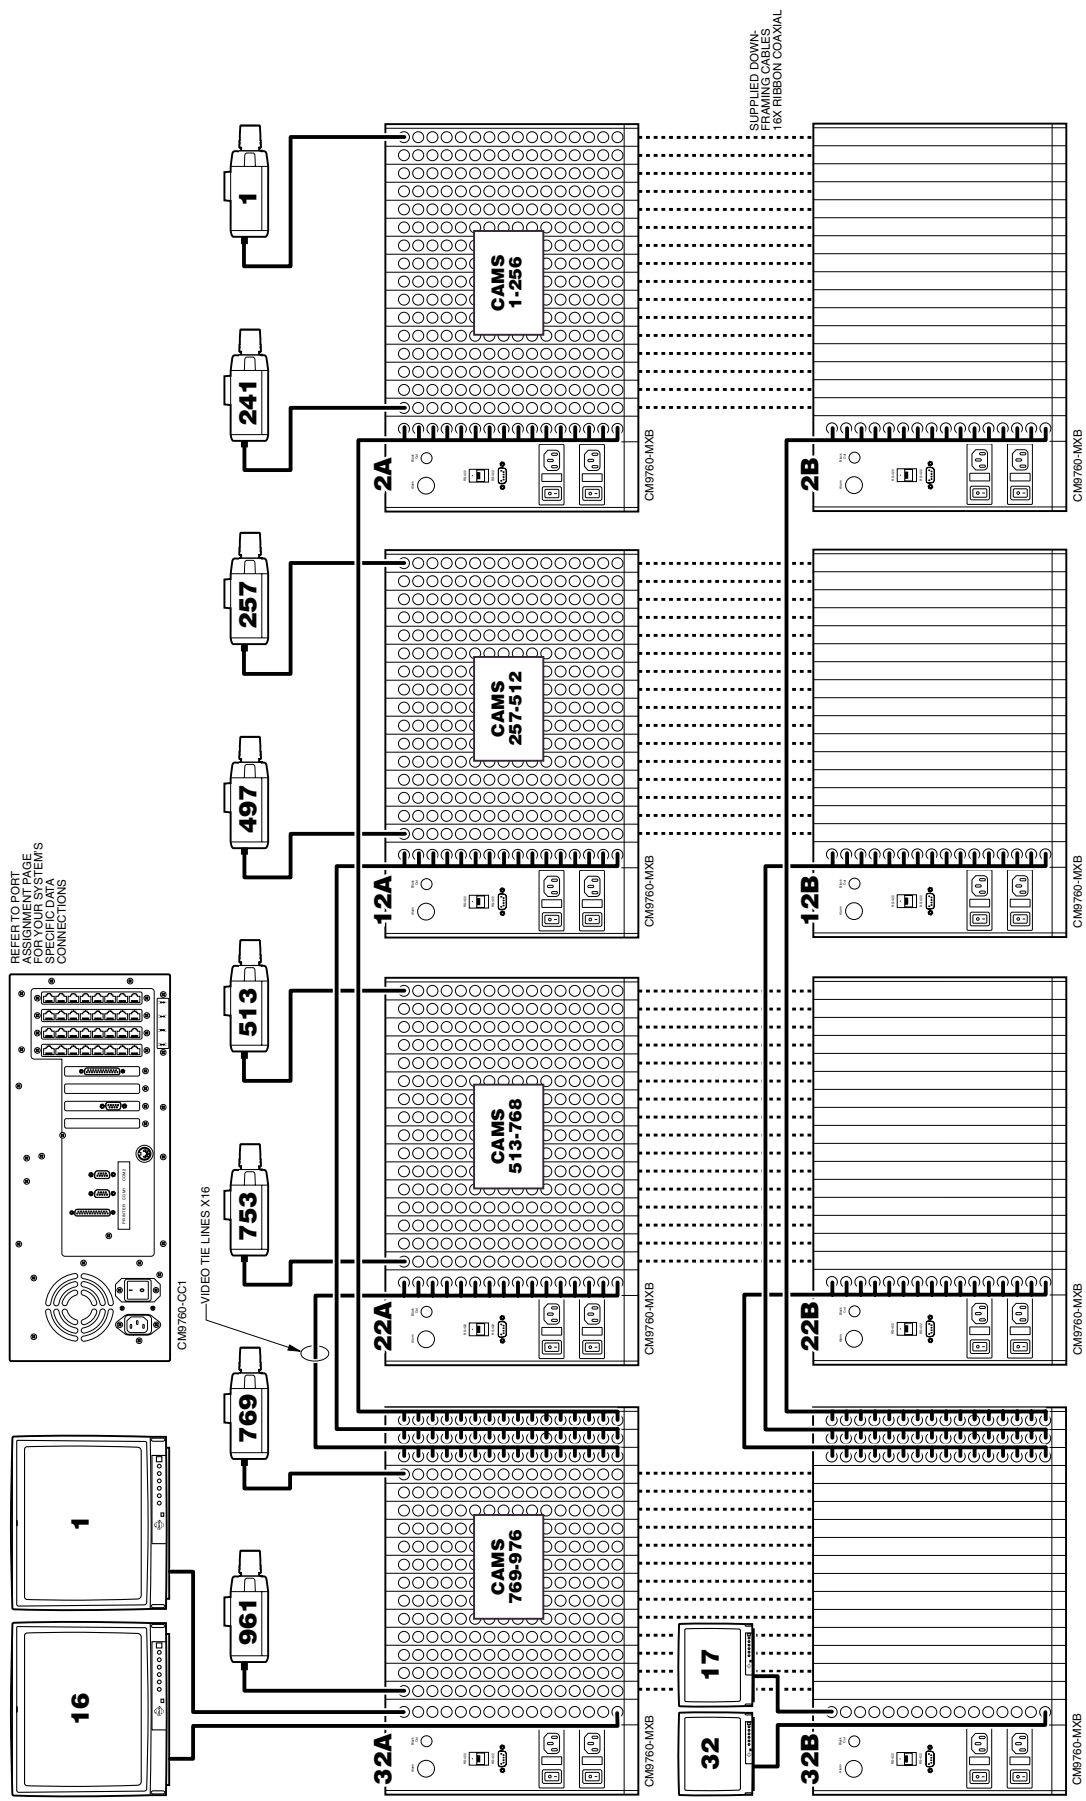 REFER TO PORT
ASSIGNMENT PAGE
FOR YOUR SYSTEM'S
SPECIFIC DATA
CONNECTIONS
CM9760-CC1
PRINTER COM1 COM2
VIDEO TIE LINES X16
SUPPLIED DOWN-
FRAMING CABLES
16X RIBBON COAXIAL
16
1
961
769
753
513
497
257
241
1
32A
CAMS
769-976
CM9760-MXB
22A
CAMS
513-768
CM9760-MXB
12A
CAMS
257-512
CM9760-MXB
2A
CAMS
1-256
CM9760-MXB
32
17
32B
CM9760-MXB
22B
CM9760-MXB
12B
CM9760-MXB
2B
CM9760-MXB